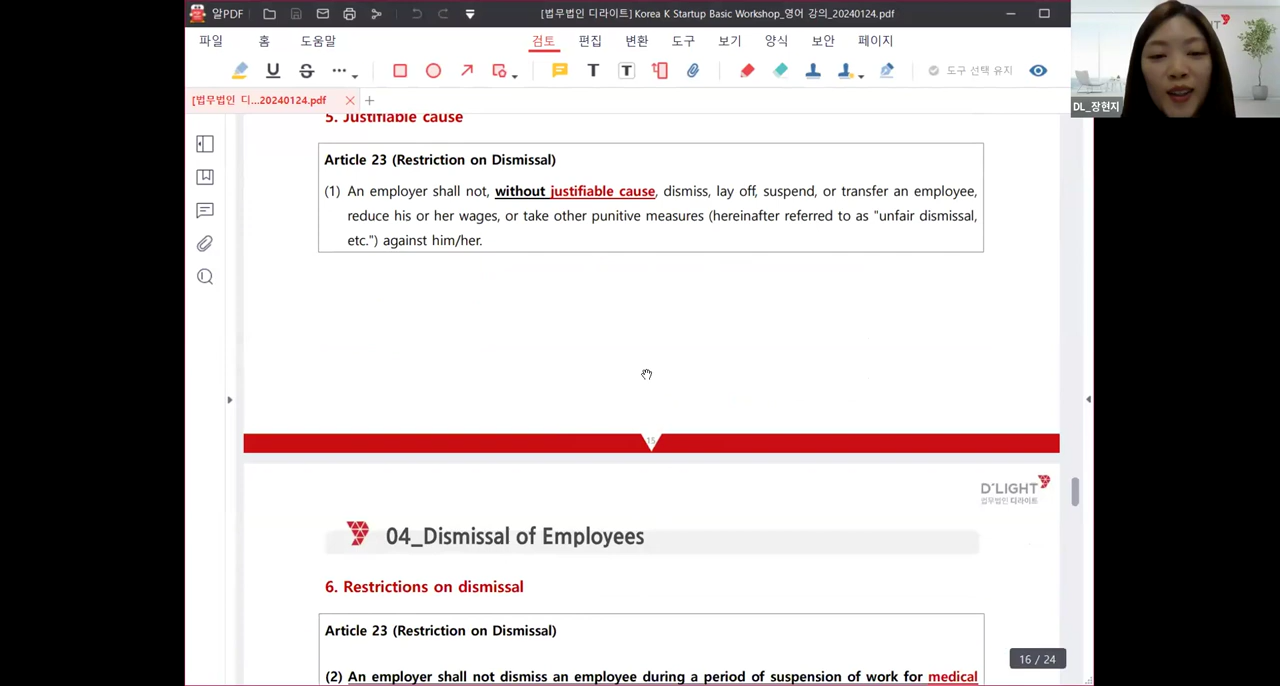 알PDF
[법무법인 디라이트] Korea K Startup Basic Workshop_영어 강의_20240124.pdf
파일 홈 도움말 검토 편집 변환 도구 보기 양식 보안 페이지
도구 선택 유지
[법무법인 디...20240124.pdf
DL_장현지
5. Justifiable cause
Article 23 (Restriction on Dismissal)
(1) An employer shall not, without justifiable cause, dismiss, lay off, suspend, or transfer an employee,
reduce his or her wages, or take other punitive measures (hereinafter referred to as "unfair dismissal,
etc.") against him/her.
15
D'LIGHT
법무법인 디라이트
04_Dismissal of Employees
6. Restrictions on dismissal
Article 23 (Restriction on Dismissal)
(2) An employer shall not dismiss an employee during a period of suspension of work for medical
16 / 24